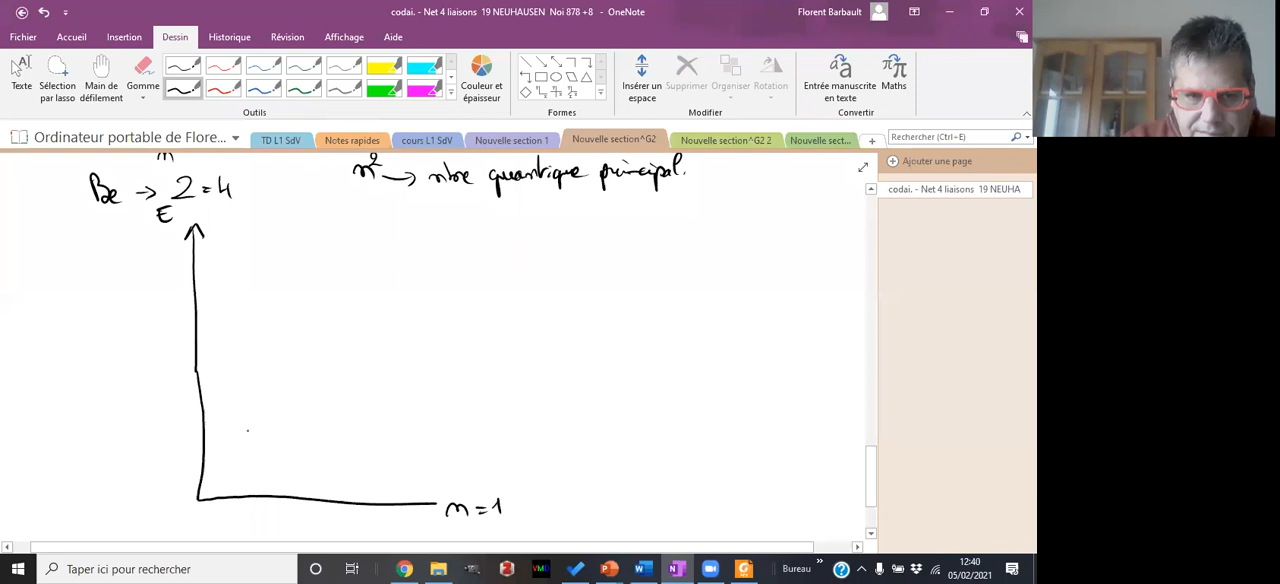 codai. - Net 4 liaisons 19 NEUHAUSEN Noi 878 +8 - OneNote
Florent Barbault
Fichier Accueil Insertion Dessin Historique Révision Affichage Aide
Texte
Sélection par lasso
Main de défilement
Gomme
Couleur et épaisseur
Insérer un espace
Supprimer
Organiser
Rotation
Entrée manuscrite en texte
Maths
Outils Formes Modifier Convertir
Ordinateur portable de Flore...
TD L1 SdV Notes rapides cours L1 SdV Nouvelle section 1 Nouvelle section^G2 Nouvelle section^G2 2 Nouvelle sect...
Rechercher (Ctrl+E)
Ajouter une page
codai. - Net 4 liaisons 19 NEUHA
n² → nbre quantique principal.
Be → Z = 4
E
n = 1
Taper ici pour rechercher
VMD
Bureau
12:40
05/02/2021